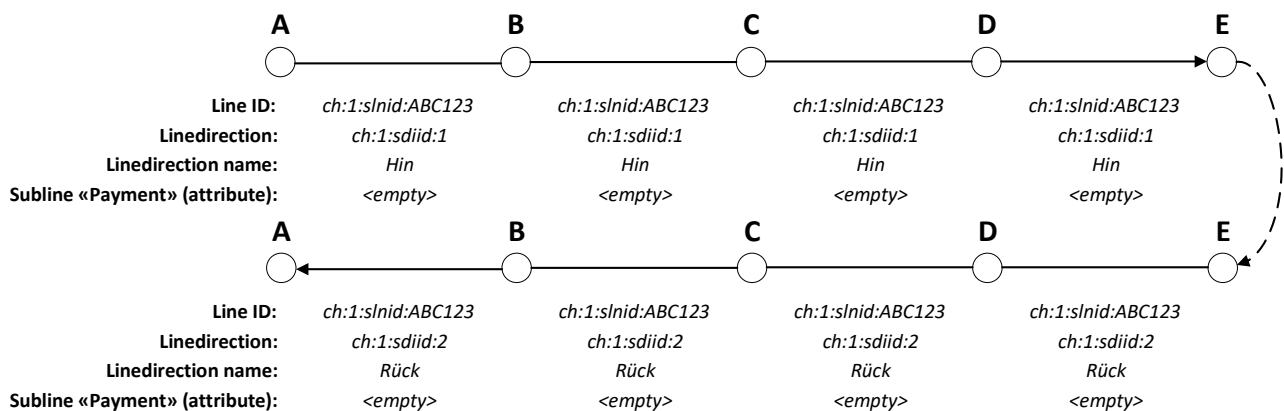 A B C D E
Line ID: ch:1:slnid:ABC123 ch:1:slnid:ABC123 ch:1:slnid:ABC123 ch:1:slnid:ABC123
Linedirection: ch:1:sdiid:1 ch:1:sdiid:1 ch:1:sdiid:1 ch:1:sdiid:1
Linedirection name: Hin Hin Hin Hin
Subline «Payment» (attribute): <empty> <empty> <empty> <empty>
A B C D E
Line ID: ch:1:slnid:ABC123 ch:1:slnid:ABC123 ch:1:slnid:ABC123 ch:1:slnid:ABC123
Linedirection: ch:1:sdiid:2 ch:1:sdiid:2 ch:1:sdiid:2 ch:1:sdiid:2
Linedirection name: Rück Rück Rück Rück
Subline «Payment» (attribute): <empty> <empty> <empty> <empty>